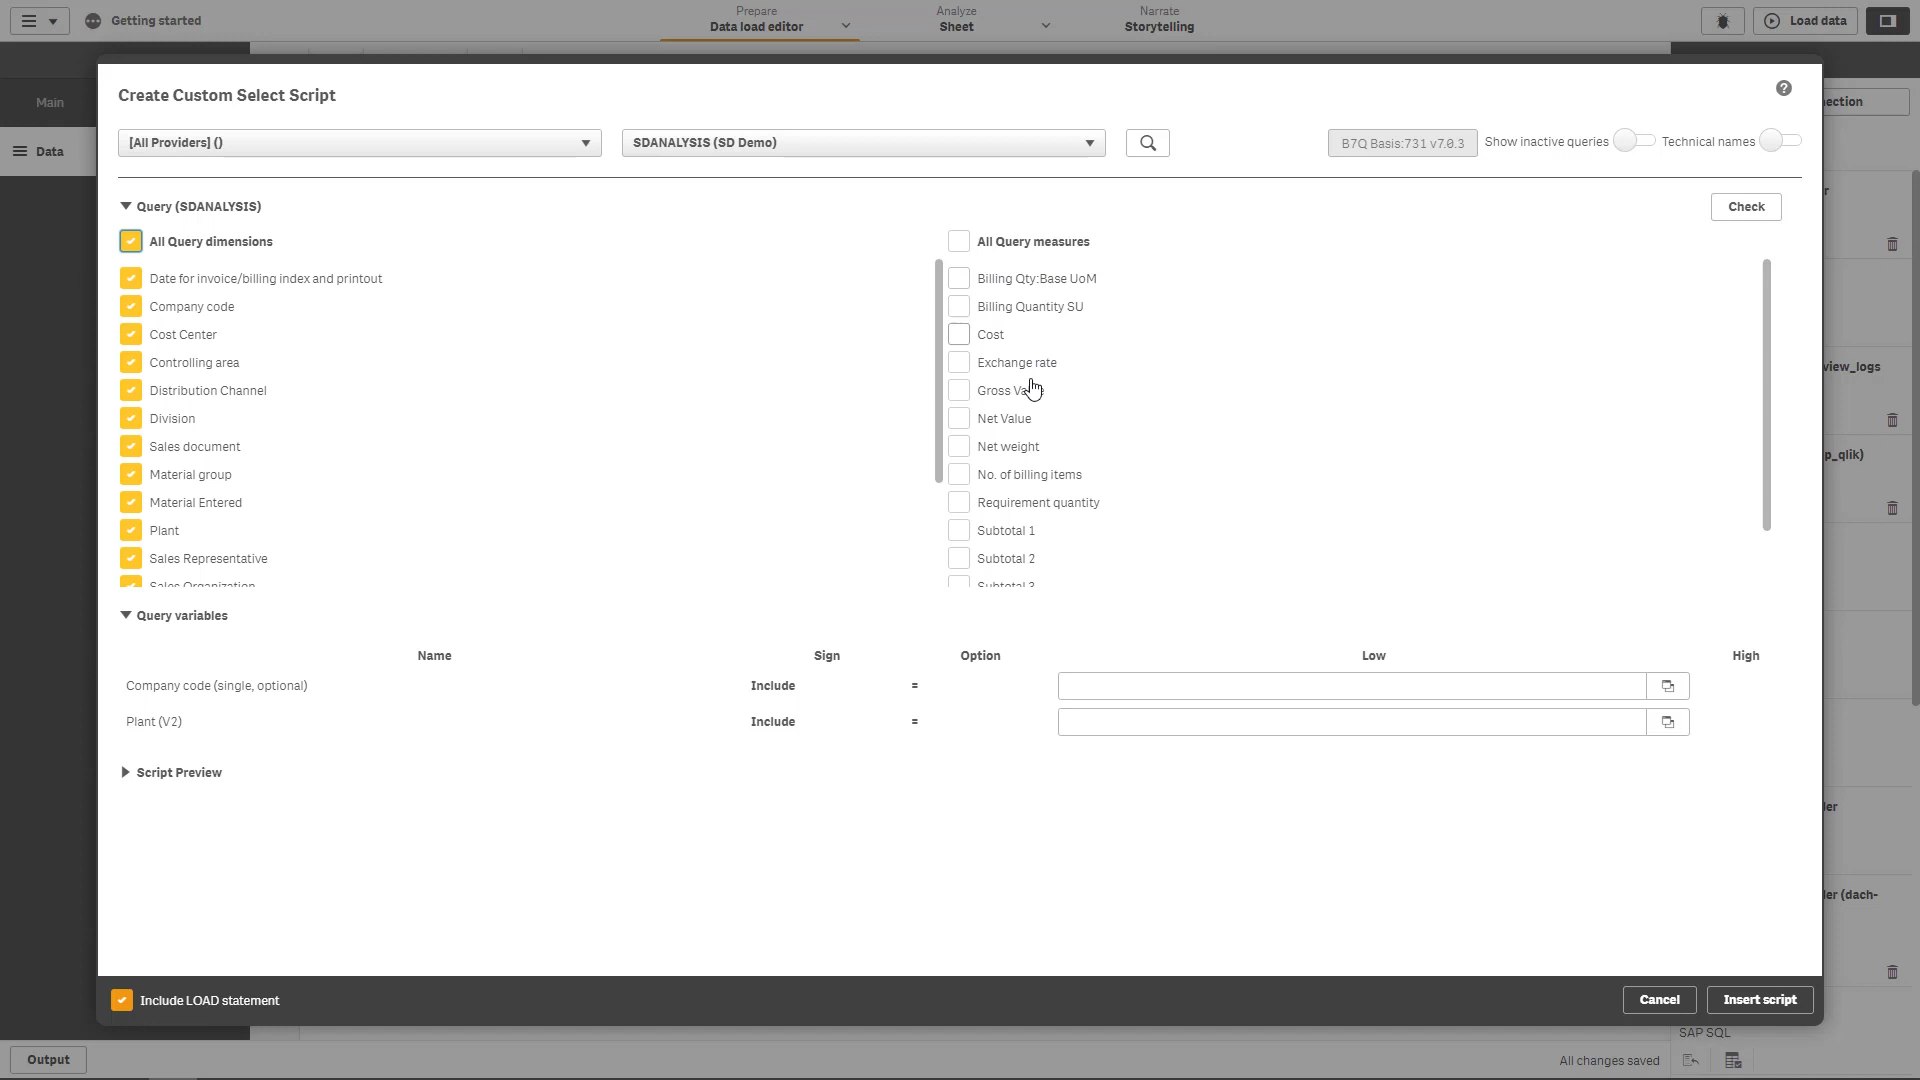 Getting started
Prepare
Data load editor
Analyze
Sheet
Narrate
Storytelling
Load data
Main
Data
Create Custom Select Script
[All Providers] ()
SDANALYSIS (SD Demo)
B7Q Basis:731 v7.0.3
Show inactive queries
Technical names
Query (SDANALYSIS)
Check
All Query dimensions
Date for invoice/billing index and printout
Company code
Cost Center
Controlling area
Distribution Channel
Division
Sales document
Material group
Material Entered
Plant
Sales Representative
Sales Organization
All Query measures
Billing Qty:Base UoM
Billing Quantity SU
Cost
Exchange rate
Gross Value
Net Value
Net weight
No. of billing items
Requirement quantity
Subtotal 1
Subtotal 2
Subtotal 3
Query variables
Name Sign Option Low High
Company code (single, optional) Include =
Plant (V2) Include =
Script Preview
Include LOAD statement
Cancel
Insert script
nection
r
view_logs
p_qlik)
ler
ler (dach-
SAP SQL
Output
All changes saved